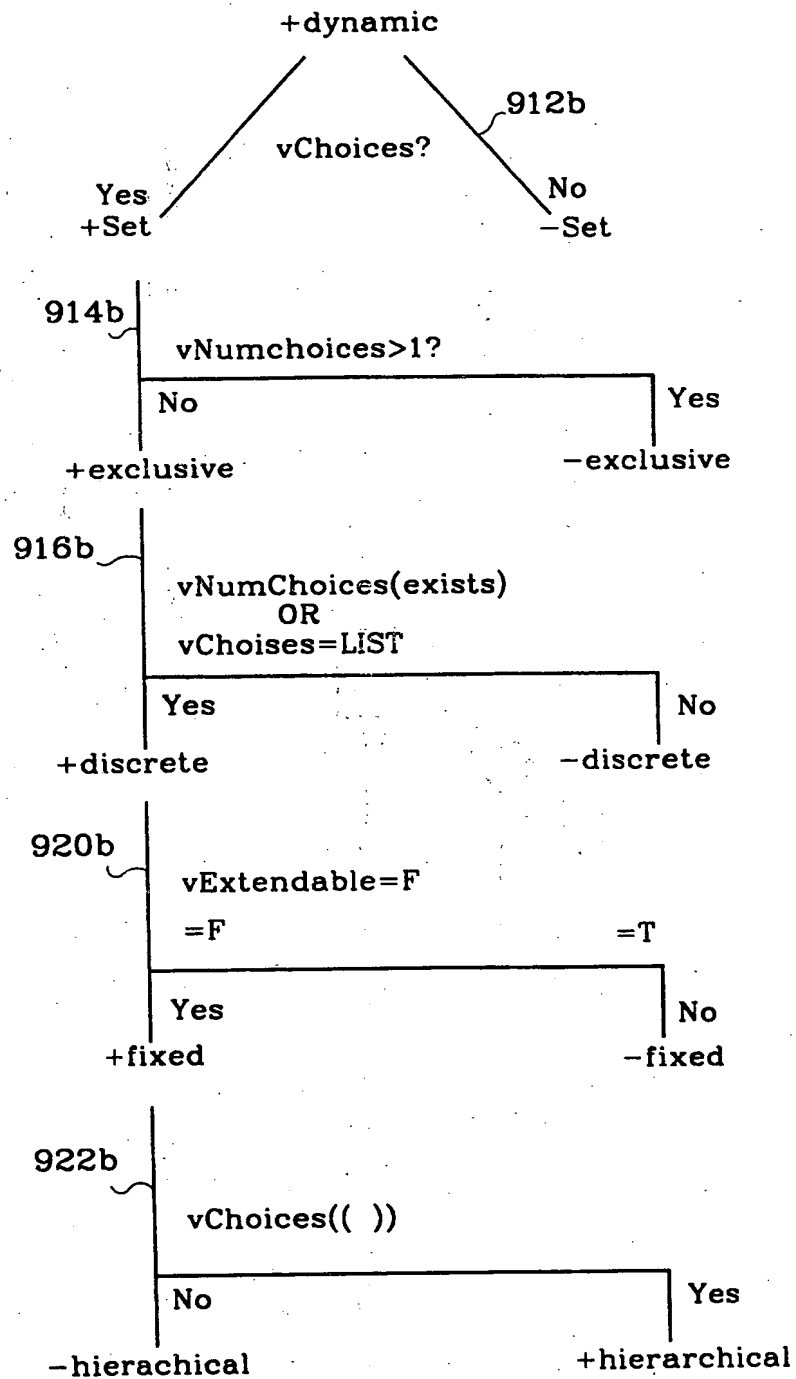 +dynamic
912b
vChoices?
Yes
No
+Set
−Set
914b
vNumchoices>1?
No
Yes
+exclusive
−exclusive
916b
vNumChoices(exists)
OR
vChoises=LIST
Yes
No
+discrete
−discrete
920b
vExtendable=F
=F
=T
Yes
No
+fixed
−fixed
922b
vChoices(( ))
No
Yes
−hierachical
+hierarchical